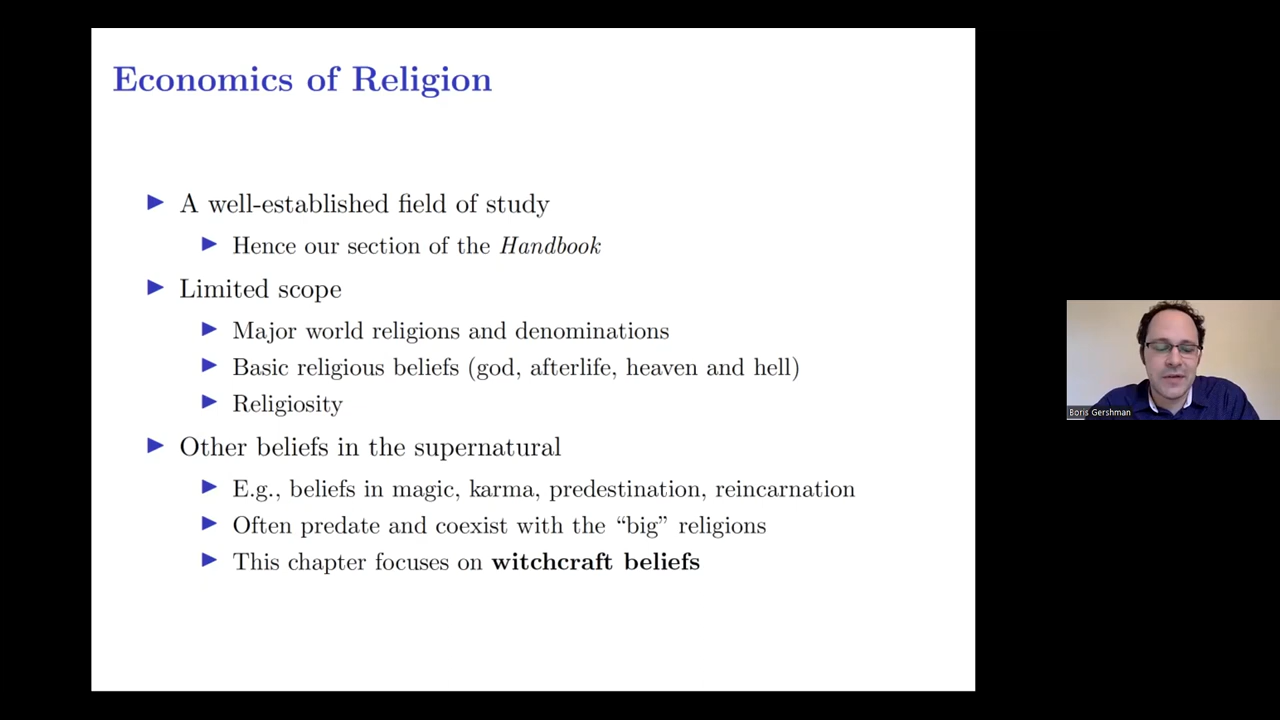 Economics of Religion
A well-established field of study
Hence our section of the Handbook
Limited scope
Major world religions and denominations
Basic religious beliefs (god, afterlife, heaven and hell)
Religiosity
Other beliefs in the supernatural
E.g., beliefs in magic, karma, predestination, reincarnation
Often predate and coexist with the “big” religions
This chapter focuses on witchcraft beliefs
Boris Gershman